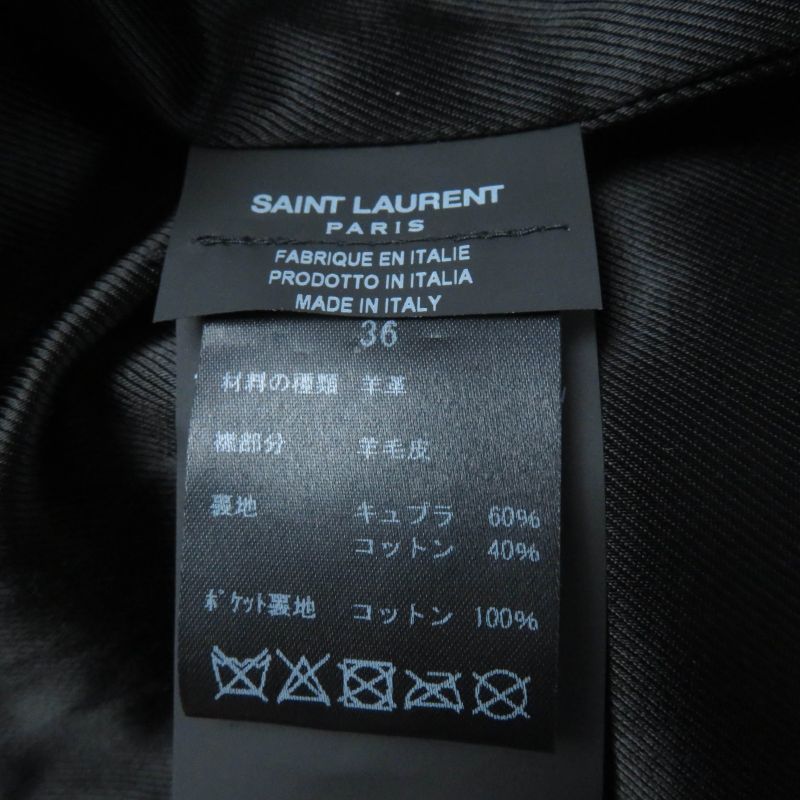 SAINT LAURENT
PARIS
FABRIQUE EN ITALIE
PRODOTTO IN ITALIA
MADE IN ITALY
36
材料の種類 羊革
襟部分 羊毛皮
裏地 キュプラ 60%
コットン 40%
ﾎﾟｹｯﾄ裏地 コットン 100%